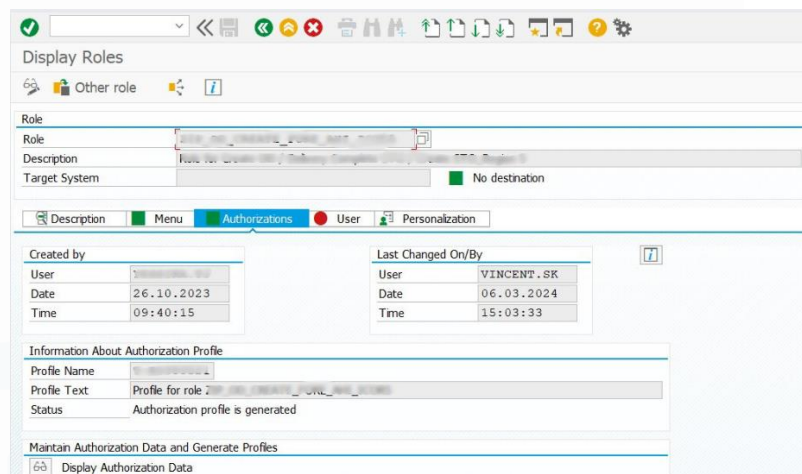 Display Roles
Other role
Role
Role
Description
Target System No destination
Description Menu Authorizations User Personalization
Created by Last Changed On/By
User User VINCENT.SK
Date 26.10.2023 Date 06.03.2024
Time 09:40:15 Time 15:03:33
Information About Authorization Profile
Profile Name
Profile Text Profile for role
Status Authorization profile is generated
Maintain Authorization Data and Generate Profiles
Display Authorization Data